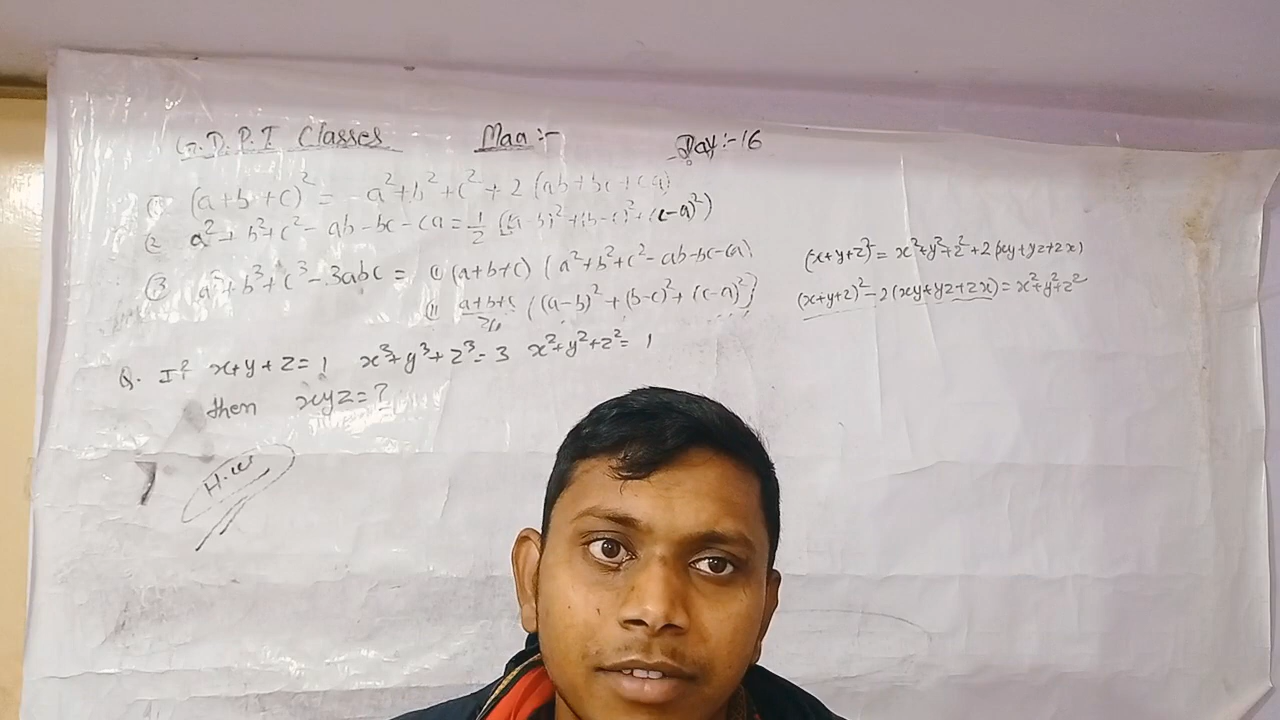 G.D.P.I Classes Maa:- Day:-16
① (a+b+c)² = a²+b²+c²+2(ab+bc+ca)
② a²+b²+c²-ab-bc-ca = 1/2 [(a-b)²+(b-c)²+(c-a)²)
③ a³+b³+c³-3abc = (i) (a+b+c) (a²+b²+c²-ab-bc-ca)
(ii) a+b+c/2 ((a-b)²+(b-c)²+(c-a)²}
(x+y+z)² = x²+y²+z²+2(xy+yz+zx)
(x+y+z)²-2(xy+yz+zx) = x²+y²+z²
Q. If x+y+z=1 x³+y³+z³=3 x²+y²+z²=1
then xyz=?
H.w